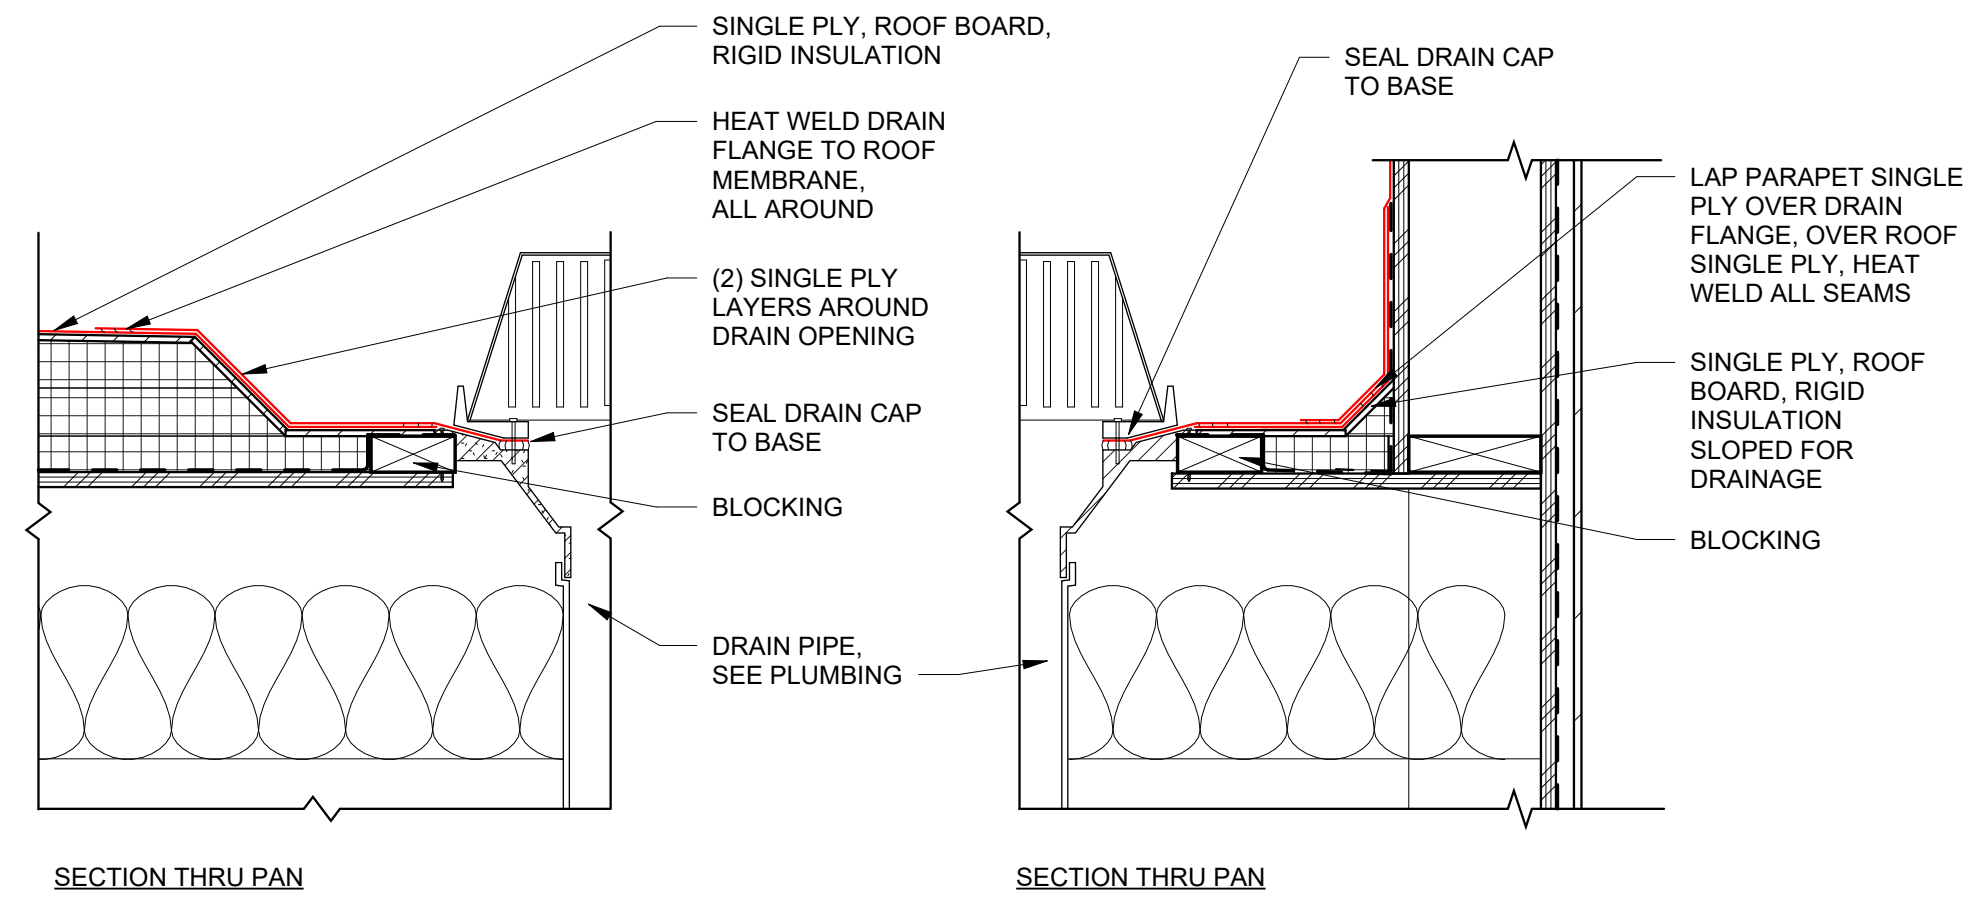 SINGLE PLY, ROOF BOARD,
RIGID INSULATION
HEAT WELD DRAIN
FLANGE TO ROOF
MEMBRANE,
ALL AROUND
(2) SINGLE PLY
LAYERS AROUND
DRAIN OPENING
SEAL DRAIN CAP
TO BASE
BLOCKING
DRAIN PIPE,
SEE PLUMBING
SECTION THRU PAN
SEAL DRAIN CAP
TO BASE
LAP PARAPET SINGLE
PLY OVER DRAIN
FLANGE, OVER ROOF
SINGLE PLY, HEAT
WELD ALL SEAMS
SINGLE PLY, ROOF
BOARD, RIGID
INSULATION
SLOPED FOR
DRAINAGE
BLOCKING
SECTION THRU PAN